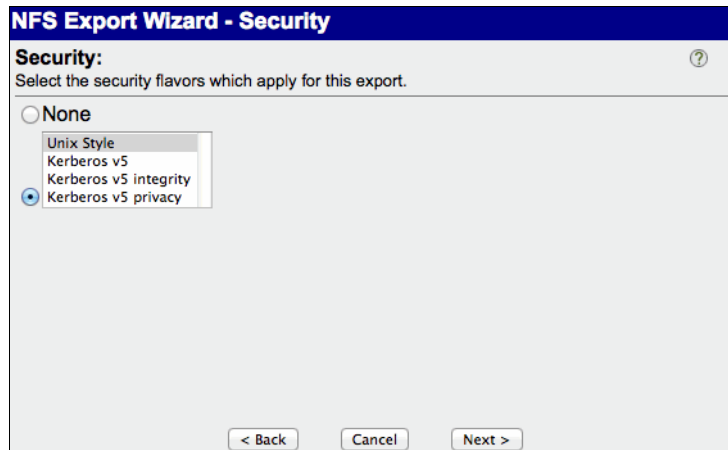 NFS Export Wizard - Security
Security:
?
Select the security flavors which apply for this export.
None
Unix Style
Kerberos v5
Kerberos v5 integrity
Kerberos v5 privacy
< Back Cancel Next >